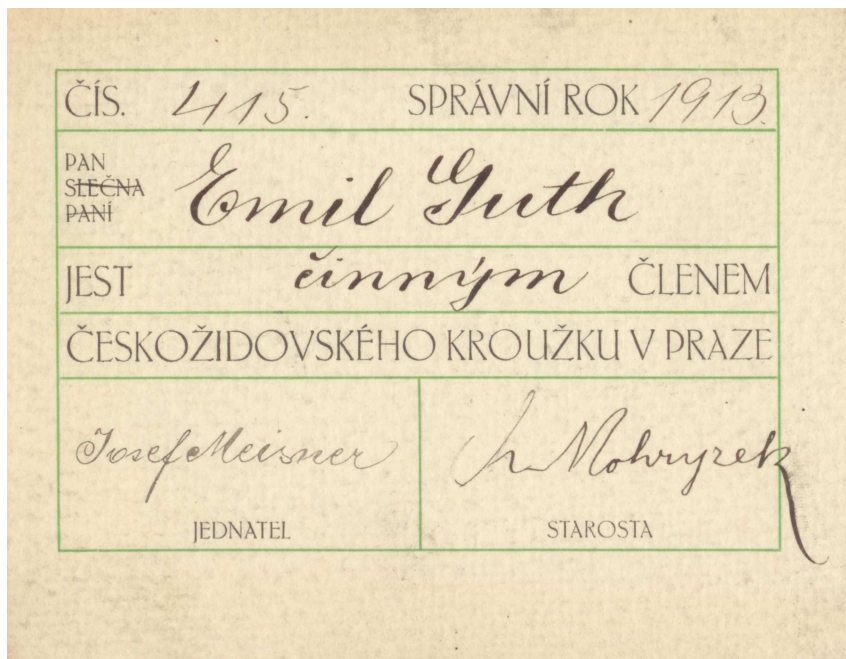 ČÍS. 415. SPRÁVNÍ ROK 1913.
PAN
SLEČNA
PANÍ
Emil Guth
JEST činným ČLENEM
ČESKOŽIDOVSKÉHO KROUŽKU V PRAZE
Josef Meisner
Mohryzek
JEDNATEL
STAROSTA